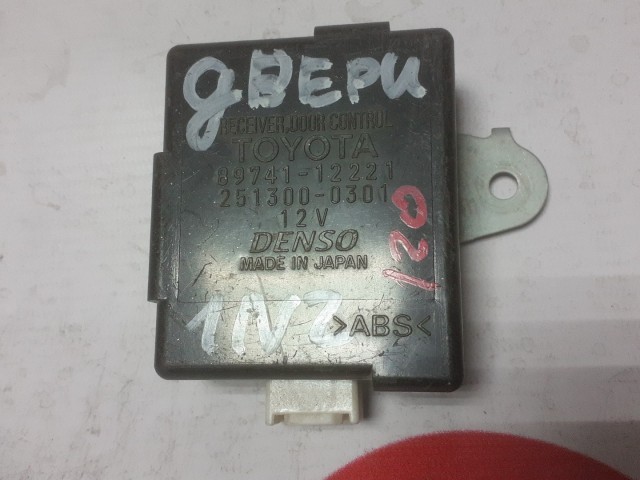 двери
RECEIVER,DOOR CONTROL
TOYOTA
89741-12221
251300-0301
12V
DENSO
MADE IN JAPAN
120
1NZ
>ABS<